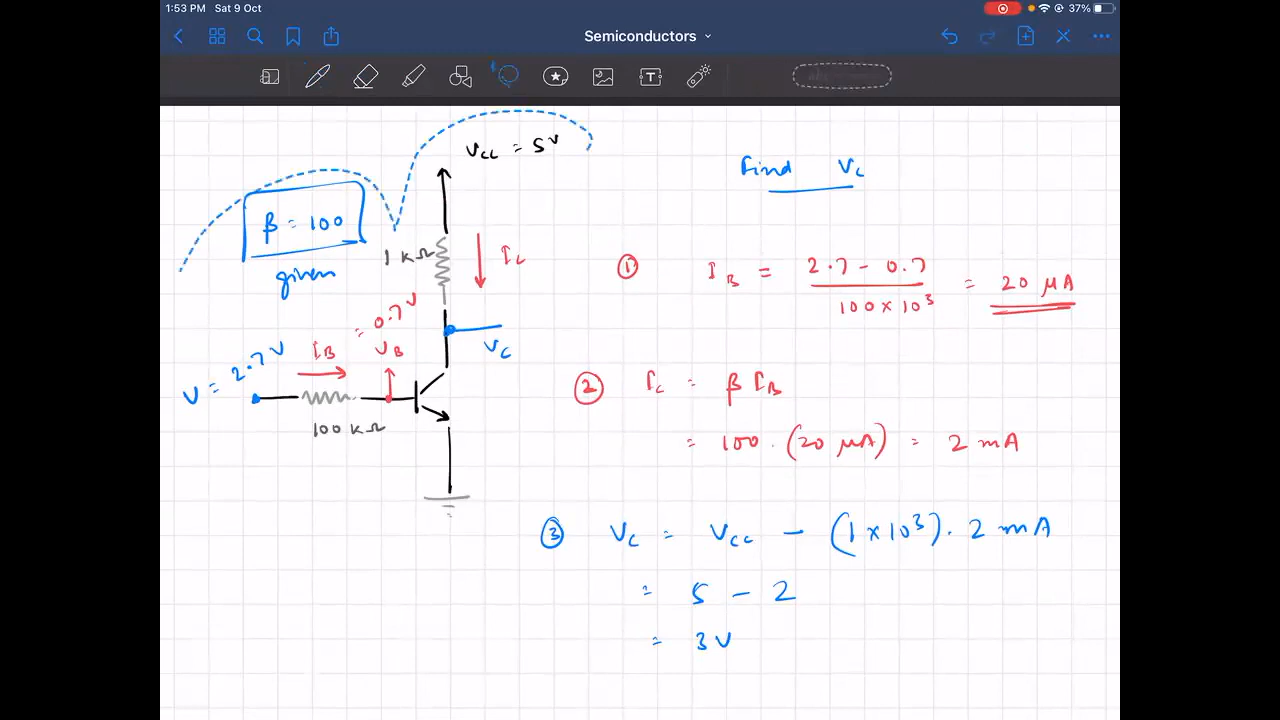 1:53 PM Sat 9 Oct
37%
Semiconductors
VCC = 5V
β = 100
given
1 kΩ
IC
VC
V = 2.7V
IB
VB = 0.7V
100 kΩ
Find VC
① IB = 2.7 - 0.7 / 100 × 10³ = 20 μA
② IC = β IB
= 100 . (20 μA) = 2 mA
③ VC = VCC - (1 × 10³) . 2 mA
= 5 - 2
= 3V